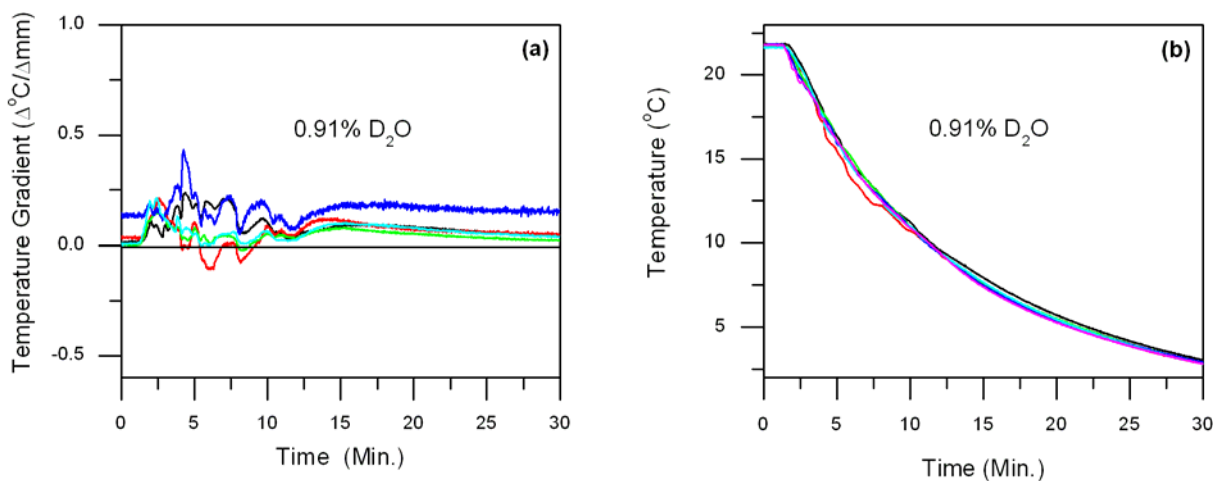 1.0
0.5
0.0
-0.5
Temperature Gradient (Δ°C/Δmm)
(a)
0.91% D₂O
0 5 10 15 20 25 30
Time (Min.)
20
15
10
5
Temperature (°C)
(b)
0.91% D₂O
0 5 10 15 20 25 30
Time (Min.)